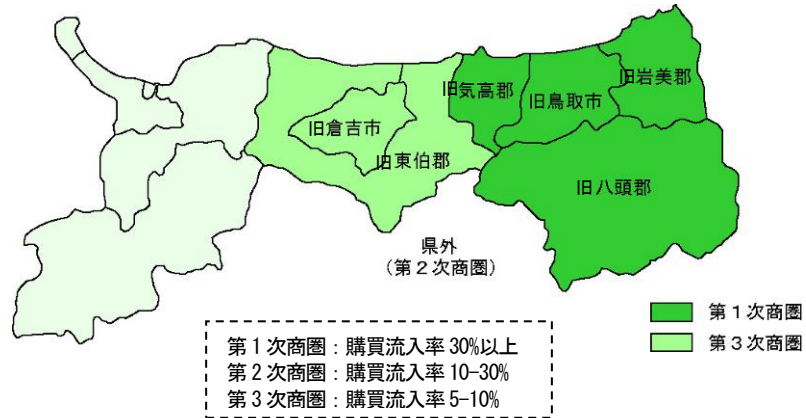 旧岩美郡
旧気高郡
旧鳥取市
旧倉吉市
旧東伯郡
旧八頭郡
県外
(第２次商圏)
第１次商圏
第３次商圏
第１次商圏：購買流入率 30%以上
第２次商圏：購買流入率 10-30%
第３次商圏：購買流入率 5-10%